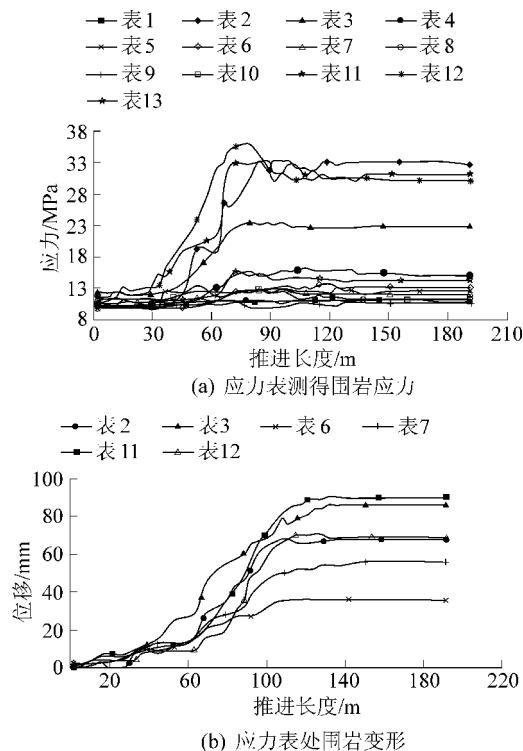 表1 表2 表3 表4
表5 表6 表7 表8
表9 表10 表11 表12
表13
38
33
28
23
18
13
8
应力/MPa
0 30 60 90 120 150 180 210
推进长度/m
(a) 应力表测得围岩应力
表2 表3 表6 表7
表11 表12
100
80
60
40
20
0
位移/mm
20 60 100 140 180 220
推进长度/m
(b) 应力表处围岩变形